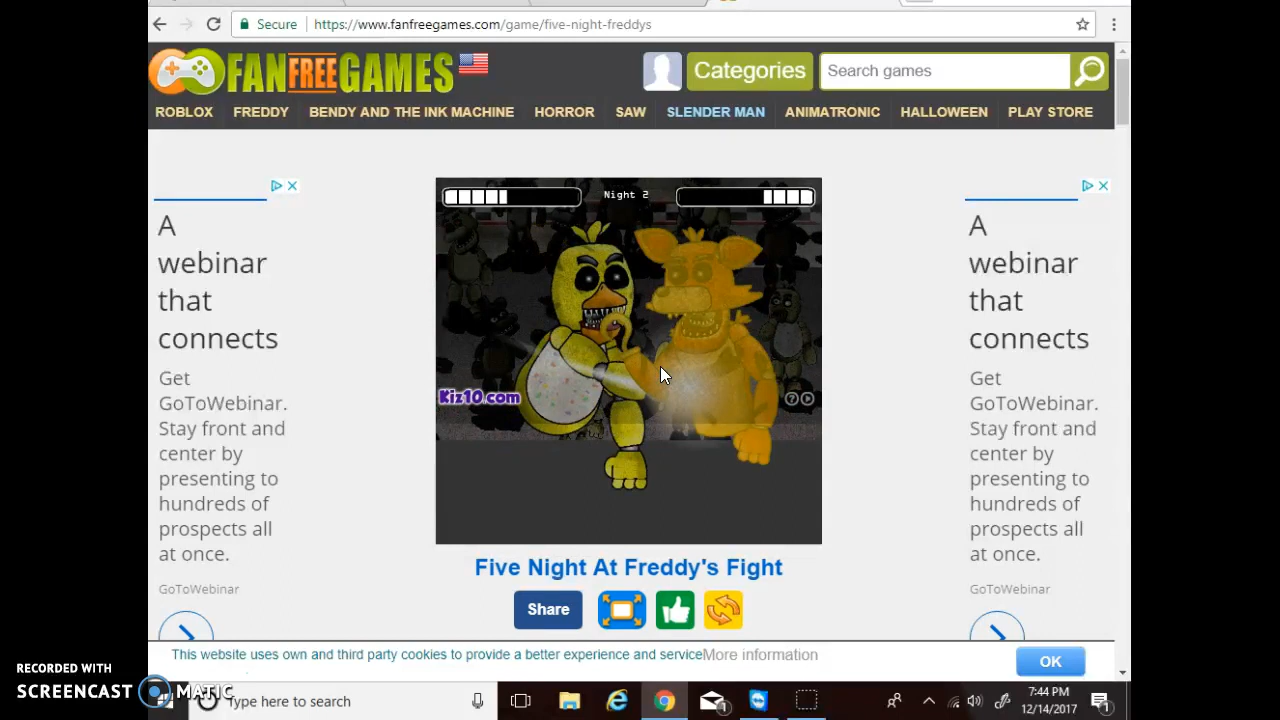 Secure https://www.fanfreegames.com/game/five-night-freddys
FANFREEGAMES
Categories
Search games
ROBLOX FREDDY BENDY AND THE INK MACHINE HORROR SAW SLENDER MAN ANIMATRONIC HALLOWEEN PLAY STORE
A
webinar
that
connects
Get
GoToWebinar.
Stay front and
center by
presenting to
hundreds of
prospects all
at once.
GoToWebinar
Night 2
Kiz10.com
Five Night At Freddy's Fight
Share
A
webinar
that
connects
Get
GoToWebinar.
Stay front and
center by
presenting to
hundreds of
prospects all
at once.
GoToWebinar
This website uses own and third party cookies to provide a better experience and serviceMore information
OK
RECORDED WITH
SCREENCAST MATIC
Type here to search
1
7:44 PM
12/14/2017
1